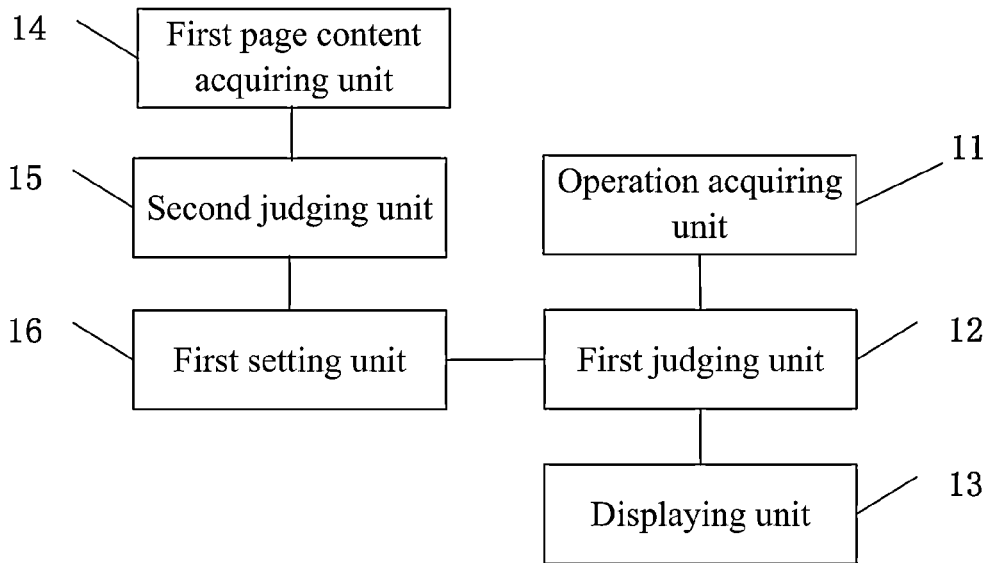 14
First page content
acquiring unit
15
Second judging unit
11
Operation acquiring
unit
16
First setting unit
First judging unit
12
Displaying unit
13